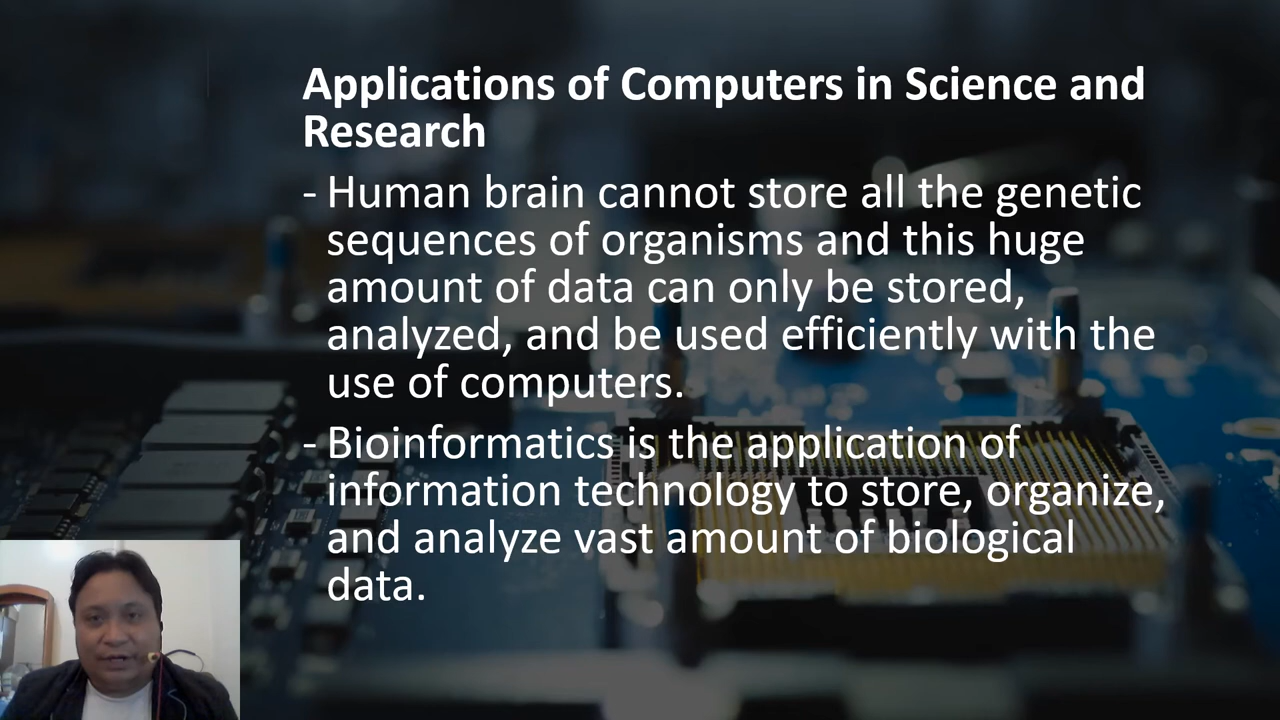 Applications of Computers in Science and
Research
- Human brain cannot store all the genetic
sequences of organisms and this huge
amount of data can only be stored,
analyzed, and be used efficiently with the
use of computers.
- Bioinformatics is the application of
information technology to store, organize,
and analyze vast amount of biological
data.